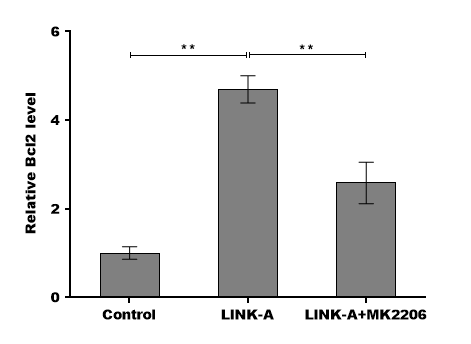 6
** **
4
2
0
Relative Bcl2 level
Control LINK-A LINK-A+MK2206